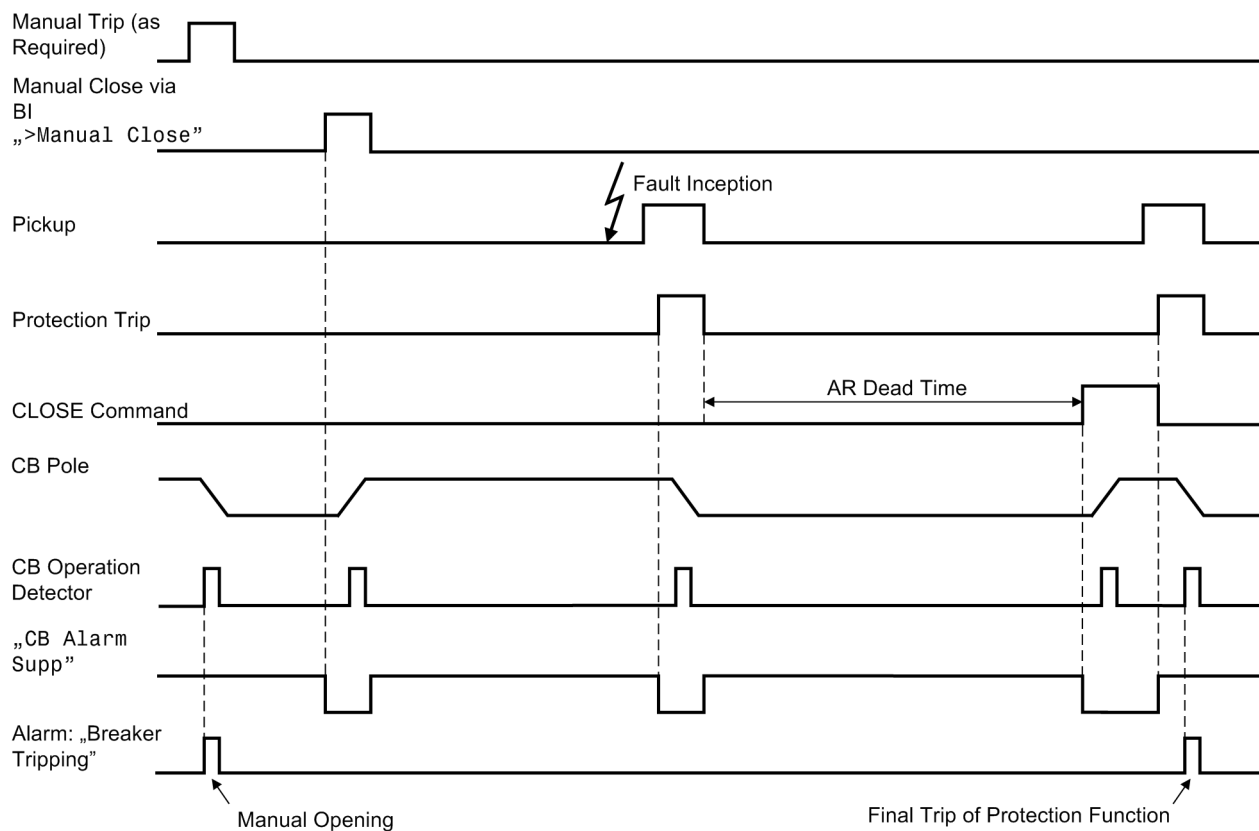 Manual Trip (as
Required)
Manual Close via
BI
„>Manual Close”
Fault Inception
Pickup
Protection Trip
AR Dead Time
CLOSE Command
CB Pole
CB Operation
Detector
„CB Alarm
Supp”
Alarm: „Breaker
Tripping”
Manual Opening
Final Trip of Protection Function